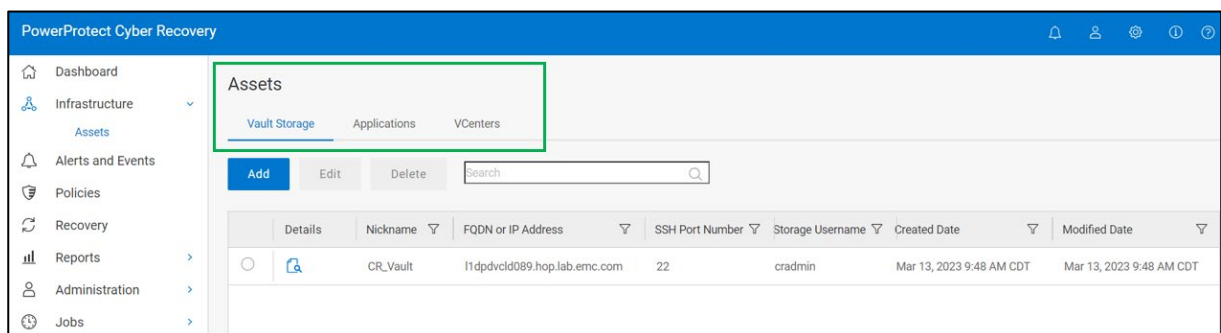 PowerProtect Cyber Recovery
Dashboard
Infrastructure
Assets
Alerts and Events
Policies
Recovery
Reports
Administration
Jobs
Assets
Vault Storage Applications VCenters
Add Edit Delete Search
Details Nickname FQDN or IP Address SSH Port Number Storage Username Created Date Modified Date
CR_Vault l1dpdvcld089.hop.lab.emc.com 22 cradmin Mar 13, 2023 9:48 AM CDT Mar 13, 2023 9:48 AM CDT